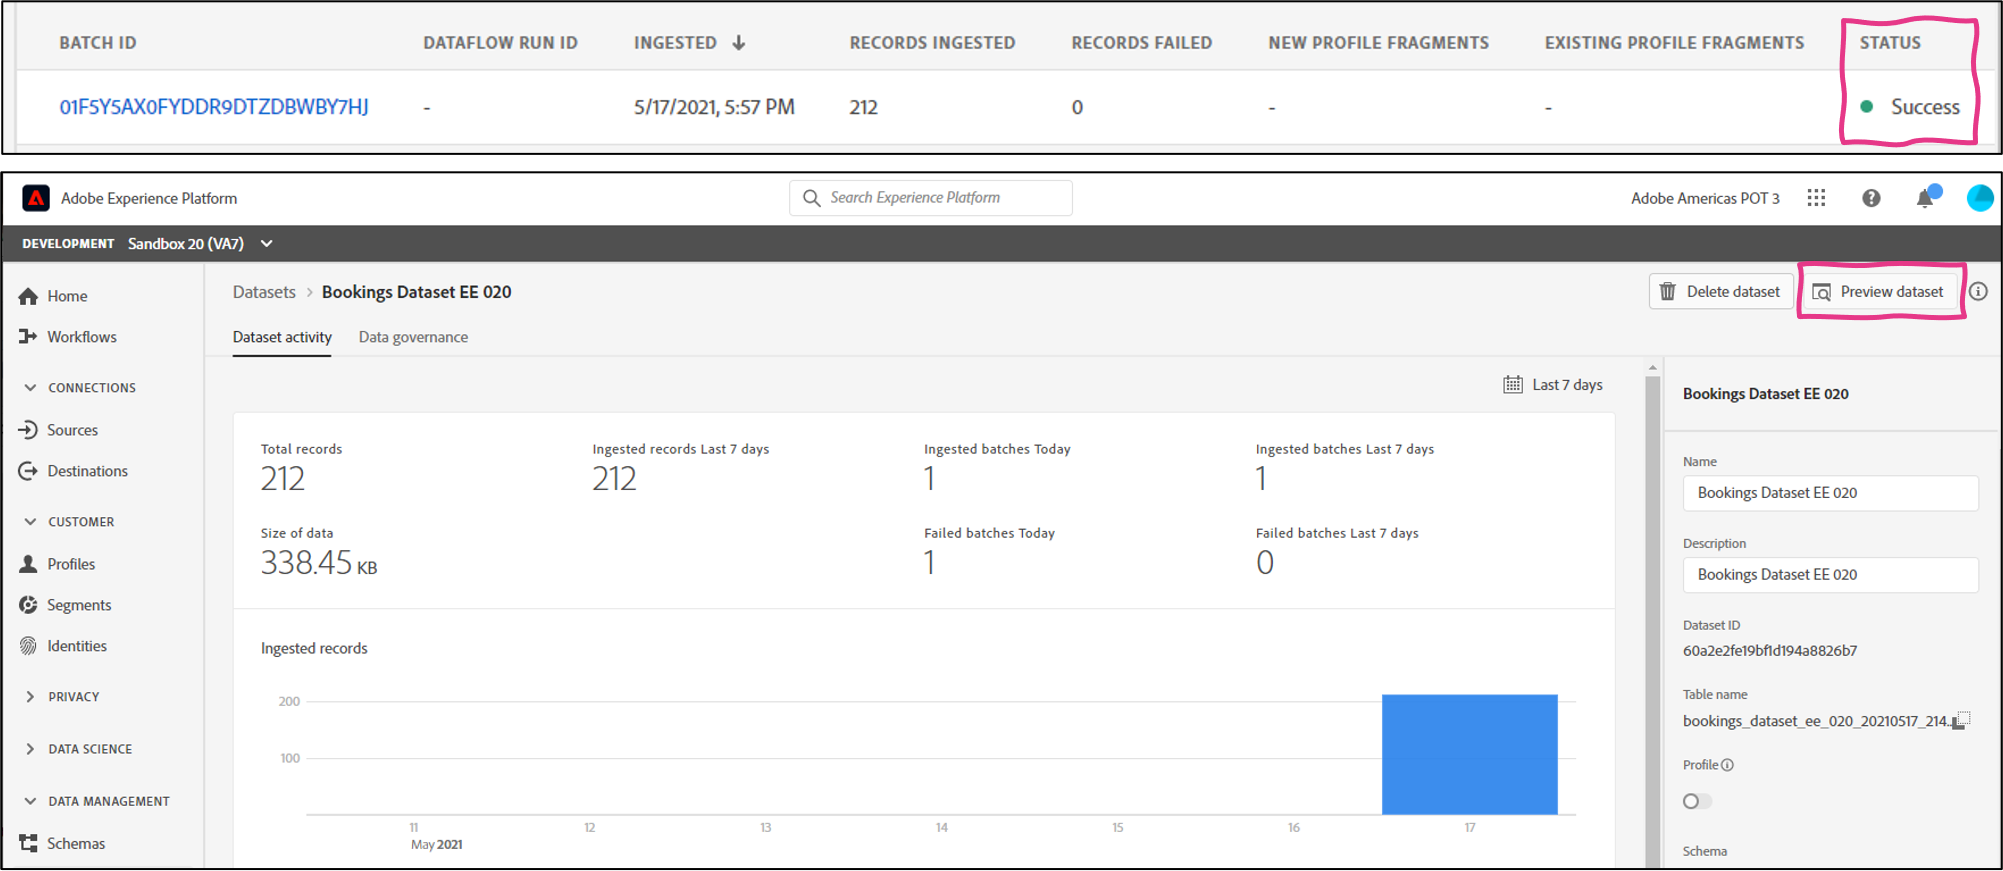 BATCH ID DATAFLOW RUN ID INGESTED RECORDS INGESTED RECORDS FAILED NEW PROFILE FRAGMENTS EXISTING PROFILE FRAGMENTS STATUS
01F5Y5AX0FYDDR9DTZDBWBY7HJ - 5/17/2021, 5:57 PM 212 0 - - Success
Adobe Experience Platform Search Experience Platform Adobe Americas POT 3
DEVELOPMENT Sandbox 20 (VA7)
Home
Workflows
CONNECTIONS
Sources
Destinations
CUSTOMER
Profiles
Segments
Identities
PRIVACY
DATA SCIENCE
DATA MANAGEMENT
Schemas
Datasets > Bookings Dataset EE 020
Delete dataset Preview dataset
Dataset activity Data governance
Last 7 days
Total records Ingested records Last 7 days Ingested batches Today Ingested batches Last 7 days
212 212 1 1
Size of data Failed batches Today Failed batches Last 7 days
338.45 KB 1 0
Ingested records
200
100
11 12 13 14 15 16 17
May 2021
Bookings Dataset EE 020
Name
Bookings Dataset EE 020
Description
Bookings Dataset EE 020
Dataset ID
60a2e2fe19bf1d194a8826b7
Table name
bookings_dataset_ee_020_20210517_214...
Profile
Schema